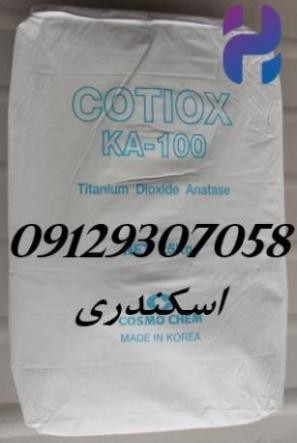 COTIOX
KA-100
Titanium Dioxide Anatase
09129307058
اسکندری
COSMO CHEM
MADE IN KOREA